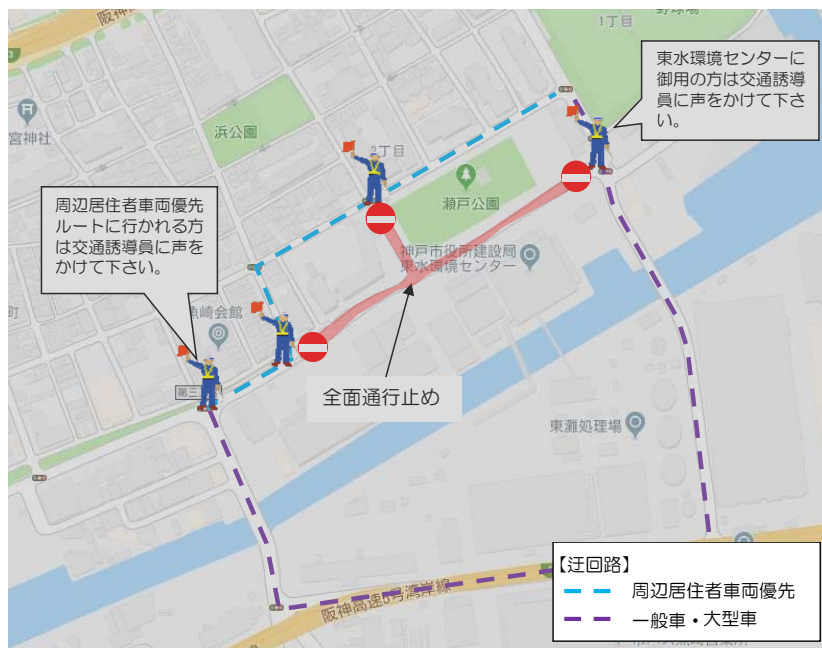 阪神高
1丁目
野球場
東水環境センターに
御用の方は交通誘導
員に声をかけて下さ
い。
宮神社
浜公園
2丁目
瀬戸公園
周辺居住者車両優先
ルートに行かれる方
は交通誘導員に声を
かけて下さい。
神戸市役所建設局
東水環境センター
町
魚崎会館
第三
全面通行止め
東灘処理場
【迂回路】
周辺居住者車両優先
一般車・大型車
阪神高速5号湾岸線